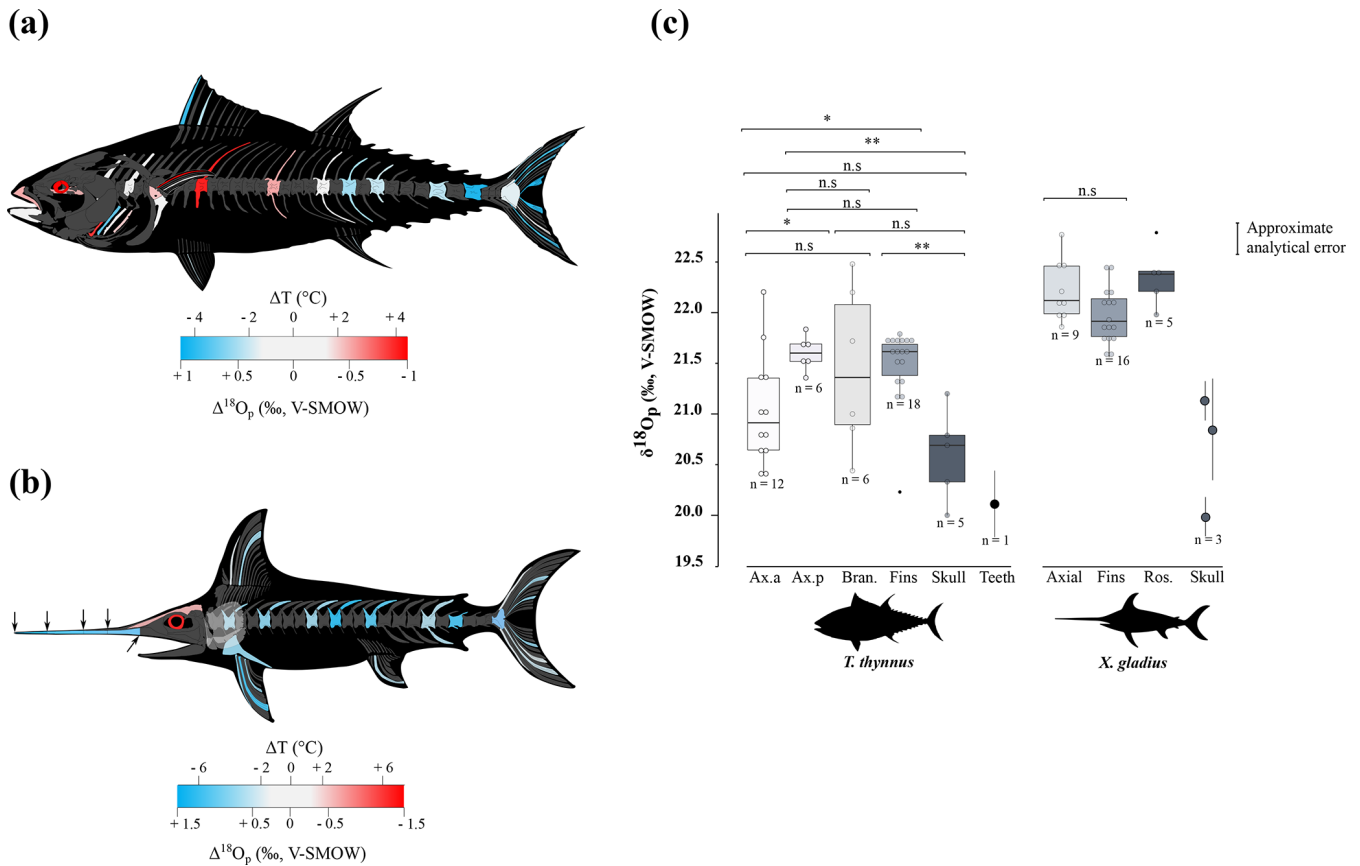 (a)
ΔT (°C)
- 4 - 2 0 + 2 + 4
+ 1 + 0.5 0 - 0.5 - 1
Δ¹⁸Oₚ (‰, V-SMOW)
(b)
ΔT (°C)
- 6 - 2 0 + 2 + 6
+ 1.5 + 0.5 0 - 0.5 - 1.5
Δ¹⁸Oₚ (‰, V-SMOW)
(c)
*
**
n.s
n.s
n.s
* n.s
n.s **
n.s
Approximate
analytical error
δ¹⁸Op (‰, V-SMOW)
22.5
22.0
21.5
21.0
20.5
20.0
19.5
n = 12
n = 6
n = 6
n = 18
n = 5
n = 1
n = 9
n = 16
n = 5
n = 3
Ax.a Ax.p Bran. Fins Skull Teeth
Axial Fins Ros. Skull
T. thynnus
X. gladius